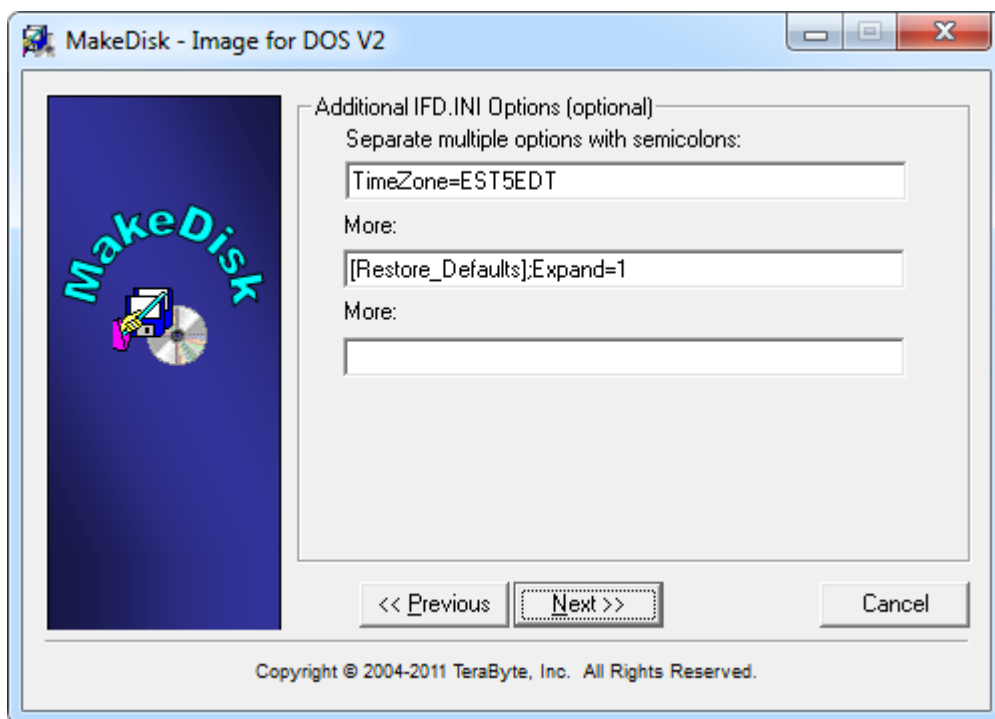 MakeDisk - Image for DOS V2
MakeDisk
Additional IFD.INI Options (optional)
Separate multiple options with semicolons:
TimeZone=EST5EDT
More:
[Restore_Defaults];Expand=1
More:
<< Previous
Next >>
Cancel
Copyright © 2004-2011 TeraByte, Inc. All Rights Reserved.